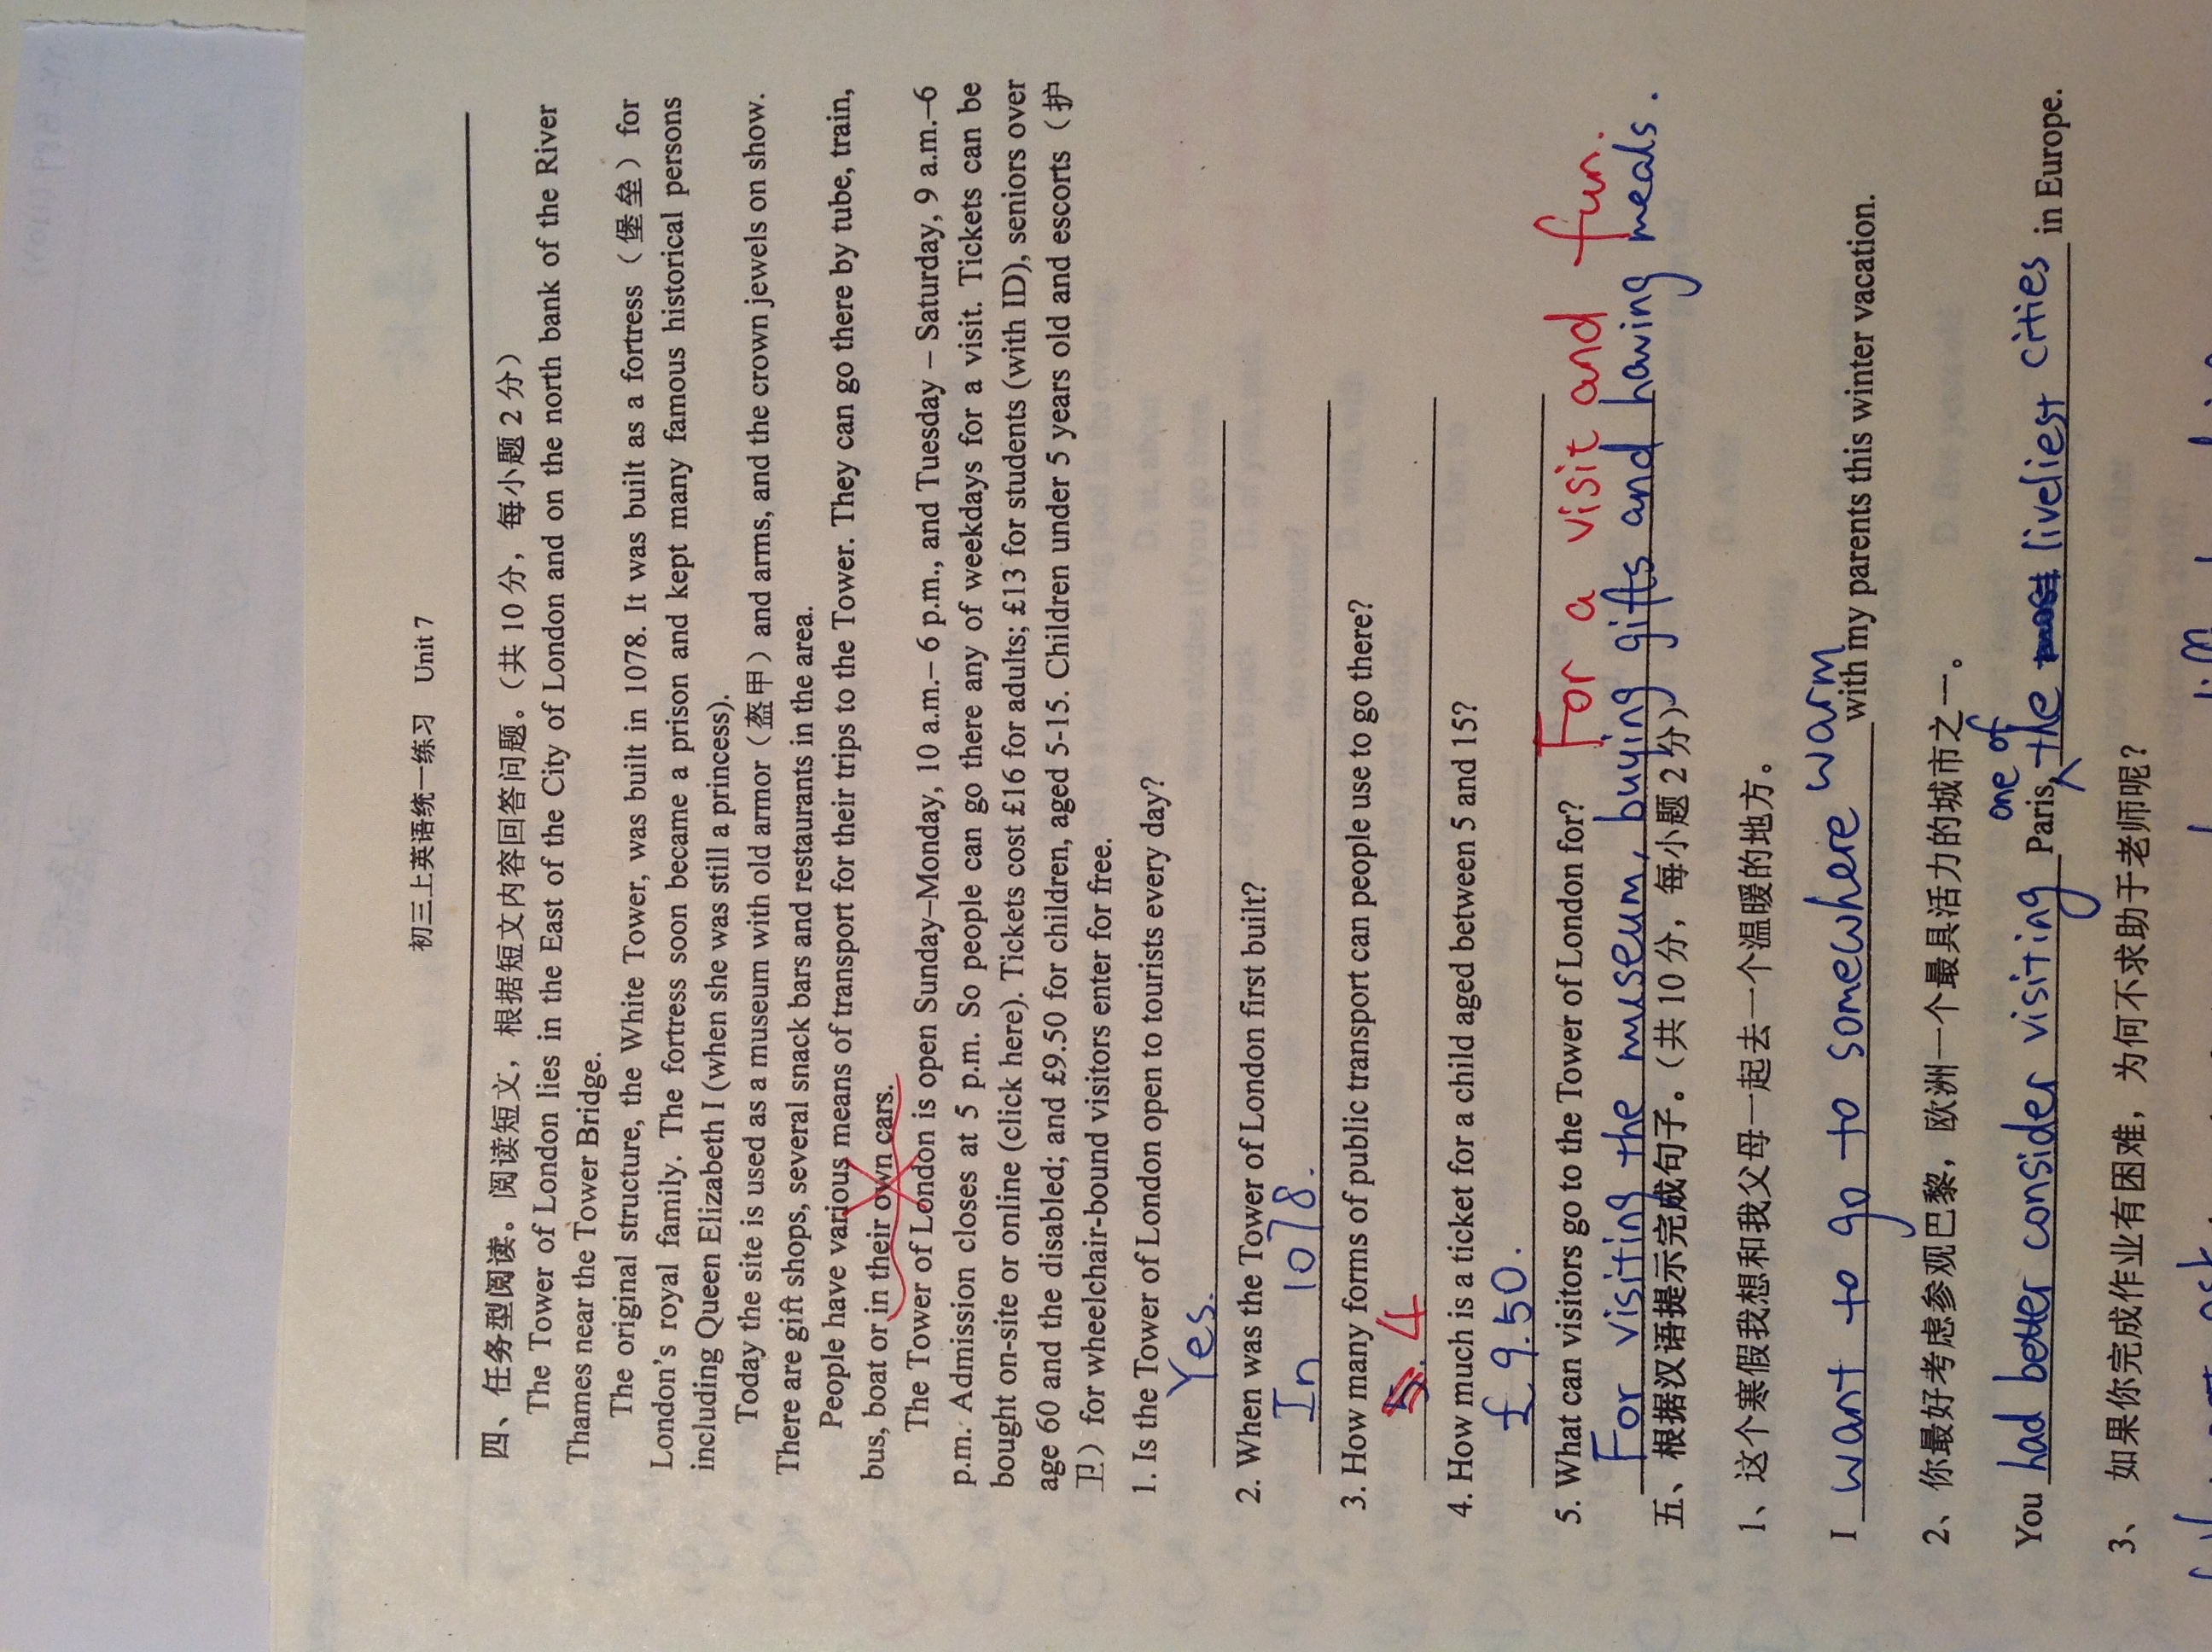 初三上英语统一练习 Unit 7
四、任务型阅读。阅读短文，根据短文内容回答问题。（共 10 分，每小题 2 分）
The Tower of London lies in the East of the City of London and on the north bank of the River
Thames near the Tower Bridge.
The original structure, the White Tower, was built in 1078. It was built as a fortress（堡垒）for
London's royal family. The fortress soon became a prison and kept many famous historical persons
including Queen Elizabeth I (when she was still a princess).
Today the site is used as a museum with old armor（盔甲）and arms, and the crown jewels on show.
There are gift shops, several snack bars and restaurants in the area.
People have various means of transport for their trips to the Tower. They can go there by tube, train,
bus, boat or in their own cars.
The Tower of London is open Sunday–Monday, 10 a.m.– 6 p.m., and Tuesday – Saturday, 9 a.m.–6
p.m. Admission closes at 5 p.m. So people can go there any of weekdays for a visit. Tickets can be
bought on-site or online (click here). Tickets cost £16 for adults; £13 for students (with ID), seniors over
age 60 and the disabled; and £9.50 for children, aged 5-15. Children under 5 years old and escorts（护
卫）for wheelchair-bound visitors enter for free.
1. Is the Tower of London open to tourists every day?
Yes.
2. When was the Tower of London first built?
In 1078.
3. How many forms of public transport can people use to go there?
5. 4
4. How much is a ticket for a child aged between 5 and 15?
£9.50.
5. What can visitors go to the Tower of London for? For a visit and fun.
For visiting the museum, buying gifts and having meals.
五、根据汉语提示完成句子。（共 10 分，每小题 2 分）
1、这个寒假我想和我父母一起去一个温暖的地方。
I want to go to somewhere warm with my parents this winter vacation.
2、你最好考虑参观巴黎，欧洲一个最具活力的城市之一。
one of
You had better consider visiting Paris, the most liveliest cities in Europe.
3、 如果你完成作业有困难，为何不求助于老师呢？